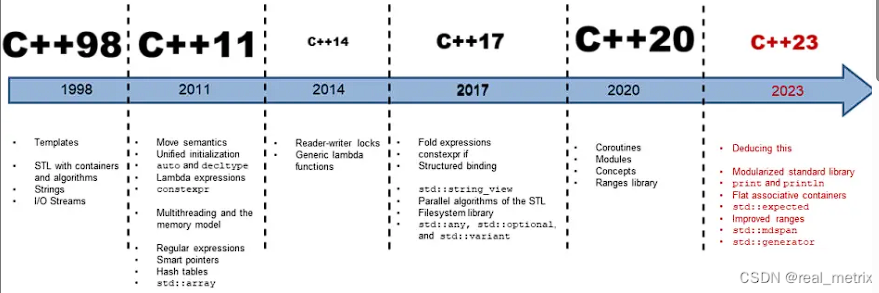 C++98
C++11
C++14
C++17
C++20
C++23
1998
2011
2014
2017
2020
2023
• Templates
• STL with containers
and algorithms
• Strings
• I/O Streams
• Move semantics
• Unified initialization
• auto and decltype
• Lambda expressions
• constexpr
• Multithreading and the
memory model
• Regular expressions
• Smart pointers
• Hash tables
• std::array
• Reader-writer locks
• Generic lambda
functions
• Fold expressions
• constexpr if
• Structured binding
• std::string_view
• Parallel algorithms of the STL
• Filesystem library
• std::any, std::optional,
and std::variant
• Coroutines
• Modules
• Concepts
• Ranges library
• Deducing this
• Modularized standard library
• print and println
• Flat associative containers
• std::expected
• Improved ranges
• std::mdspan
• std::generator
CSDN @real_metrix